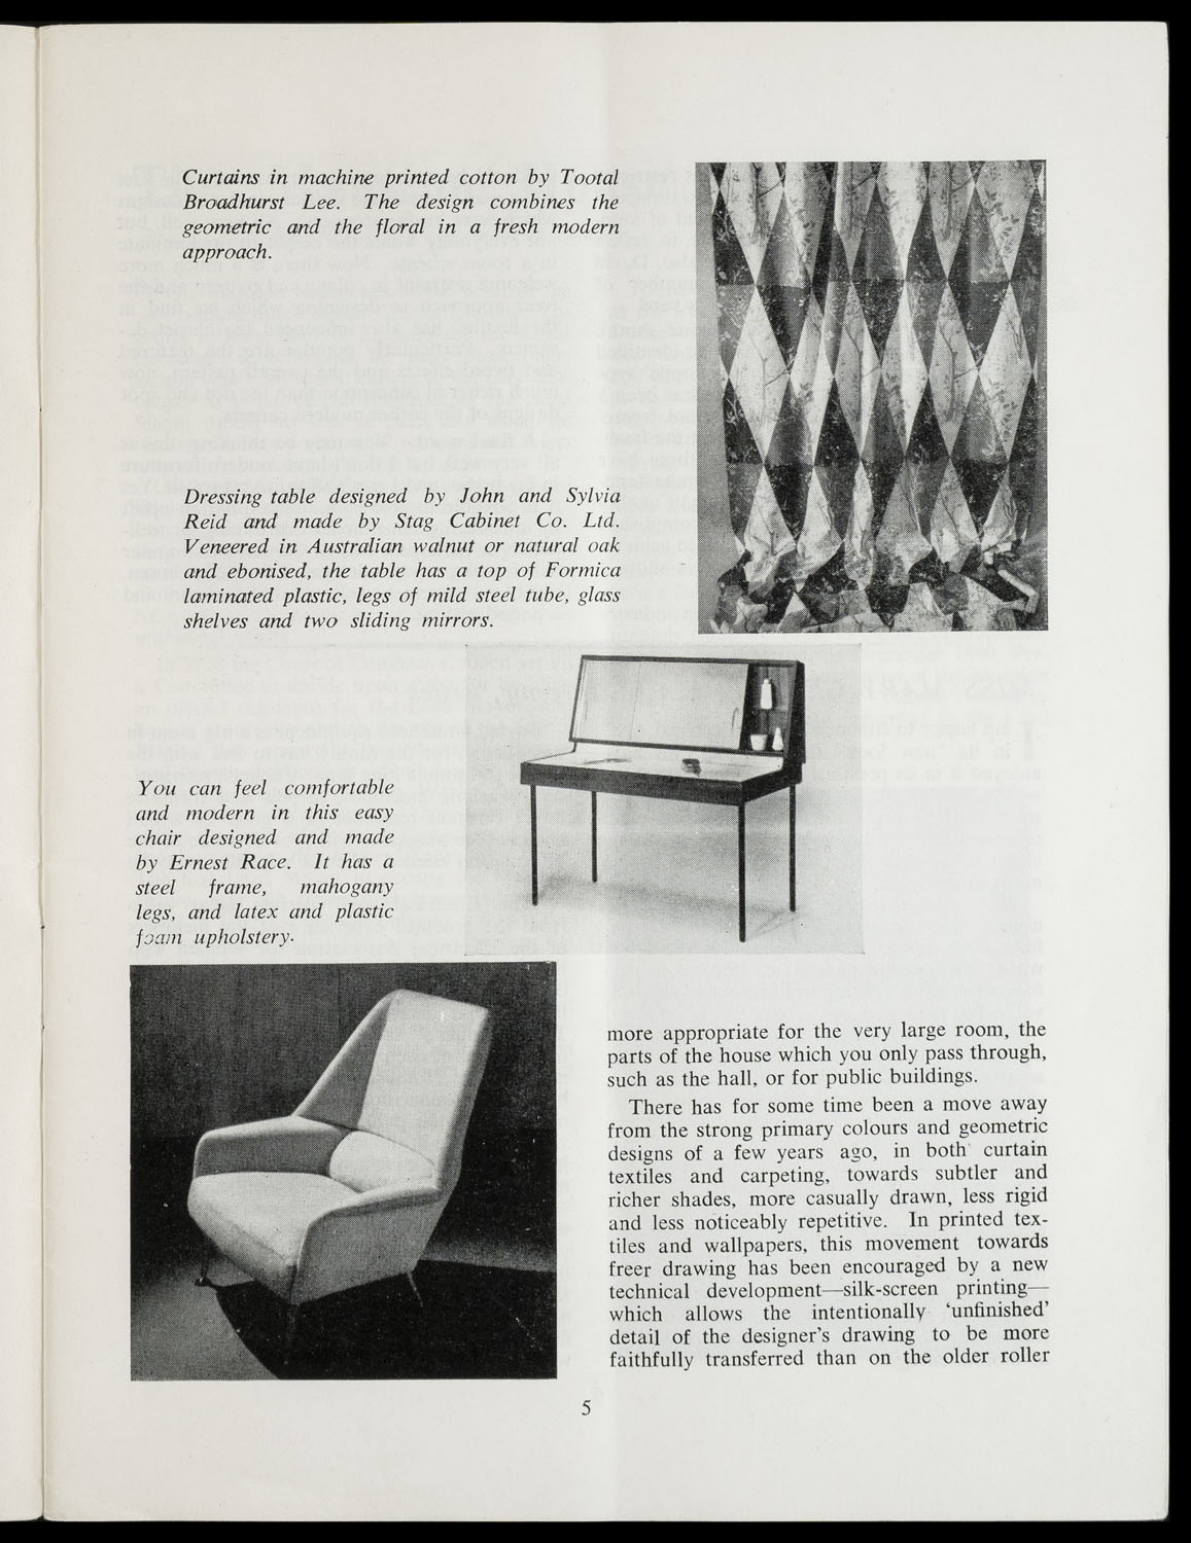 Curtains in machine printed cotton by Tootal
Broadhurst Lee. The design combines the
geometric and the floral in a fresh modern
approach.
Dressing table designed by John and Sylvia
Reid and made by Stag Cabinet Co. Ltd.
Veneered in Australian walnut or natural oak
and ebonised, the table has a top of Formica
laminated plastic, legs of mild steel tube, glass
shelves and two sliding mirrors.
You can feel comfortable
and modern in this easy
chair designed and made
by Ernest Race. It has a
steel frame, mahogany
legs, and latex and plastic
foam upholstery.
more appropriate for the very large room, the
parts of the house which you only pass through,
such as the hall, or for public buildings.
There has for some time been a move away
from the strong primary colours and geometric
designs of a few years ago, in both curtain
textiles and carpeting, towards subtler and
richer shades, more casually drawn, less rigid
and less noticeably repetitive. In printed tex-
tiles and wallpapers, this movement towards
freer drawing has been encouraged by a new
technical development—silk-screen printing—
which allows the intentionally ‘unfinished’
detail of the designer's drawing to be more
faithfully transferred than on the older roller
5